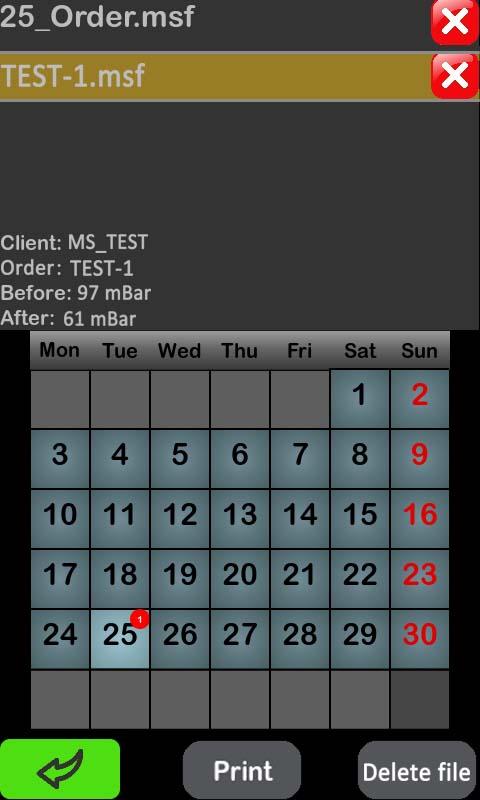 25_Order.msf
TEST-1.msf
Client: MS_TEST
Order: TEST-1
Before: 97 mBar
After: 61 mBar
Mon Tue Wed Thu Fri Sat Sun
1 2
3 4 5 6 7 8 9
10 11 12 13 14 15 16
17 18 19 20 21 22 23
24 25 1 26 27 28 29 30
Print Delete file